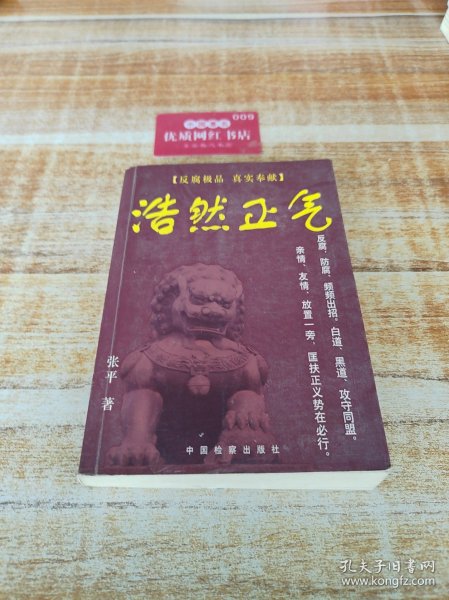 009
优质网红书店
【反腐极品 真实奉献】
浩然正气
反腐、防腐、频频出招。白道、黑道、攻守同盟。
亲情、友情、放置一旁、匡扶正义势在必行。
张平 著
中国检察出版社
孔夫子旧书网
www.kongfz.com